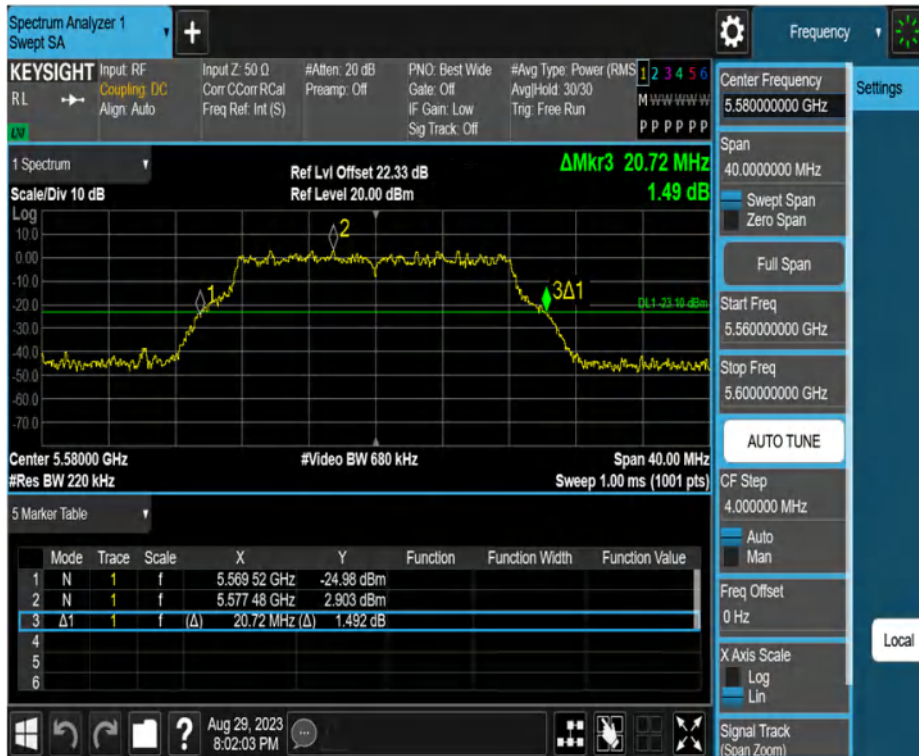 Spectrum Analyzer 1
Swept SA
+
Frequency
KEYSIGHT
RL
LXI
Input: RF
Coupling: DC
Align: Auto
Input Z: 50 Ω
Corr CCorr RCal
Freq Ref: Int (S)
#Atten: 20 dB
Preamp: Off
PNO: Best Wide
Gate: Off
IF Gain: Low
Sig Track: Off
#Avg Type: Power (RMS
Avg|Hold: 30/30
Trig: Free Run
1 2 3 4 5 6
M W W W W W
P P P P P P
1 Spectrum
Scale/Div 10 dB
Ref Lvl Offset 22.33 dB
Ref Level 20.00 dBm
ΔMkr3 20.72 MHz
1.49 dB
Log
10.0
0.00
-10.0
-20.0
-30.0
-40.0
-50.0
-60.0
-70.0
1
2
3Δ1
DL1 -23.10 dBm
Center 5.58000 GHz
#Video BW 680 kHz
Span 40.00 MHz
#Res BW 220 kHz
Sweep 1.00 ms (1001 pts)
5 Marker Table
Mode Trace Scale X Y Function Function Width Function Value
1 N 1 f 5.569 52 GHz -24.98 dBm
2 N 1 f 5.577 48 GHz 2.903 dBm
3 Δ1 1 f (Δ) 20.72 MHz (Δ) 1.492 dB
4
5
6
Center Frequency
5.580000000 GHz
Span
40.0000000 MHz
Swept Span
Zero Span
Full Span
Start Freq
5.560000000 GHz
Stop Freq
5.600000000 GHz
AUTO TUNE
CF Step
4.000000 MHz
Auto
Man
Freq Offset
0 Hz
X Axis Scale
Log
Lin
Signal Track
(Span Zoom)
Settings
Local
?
Aug 29, 2023
8:02:03 PM